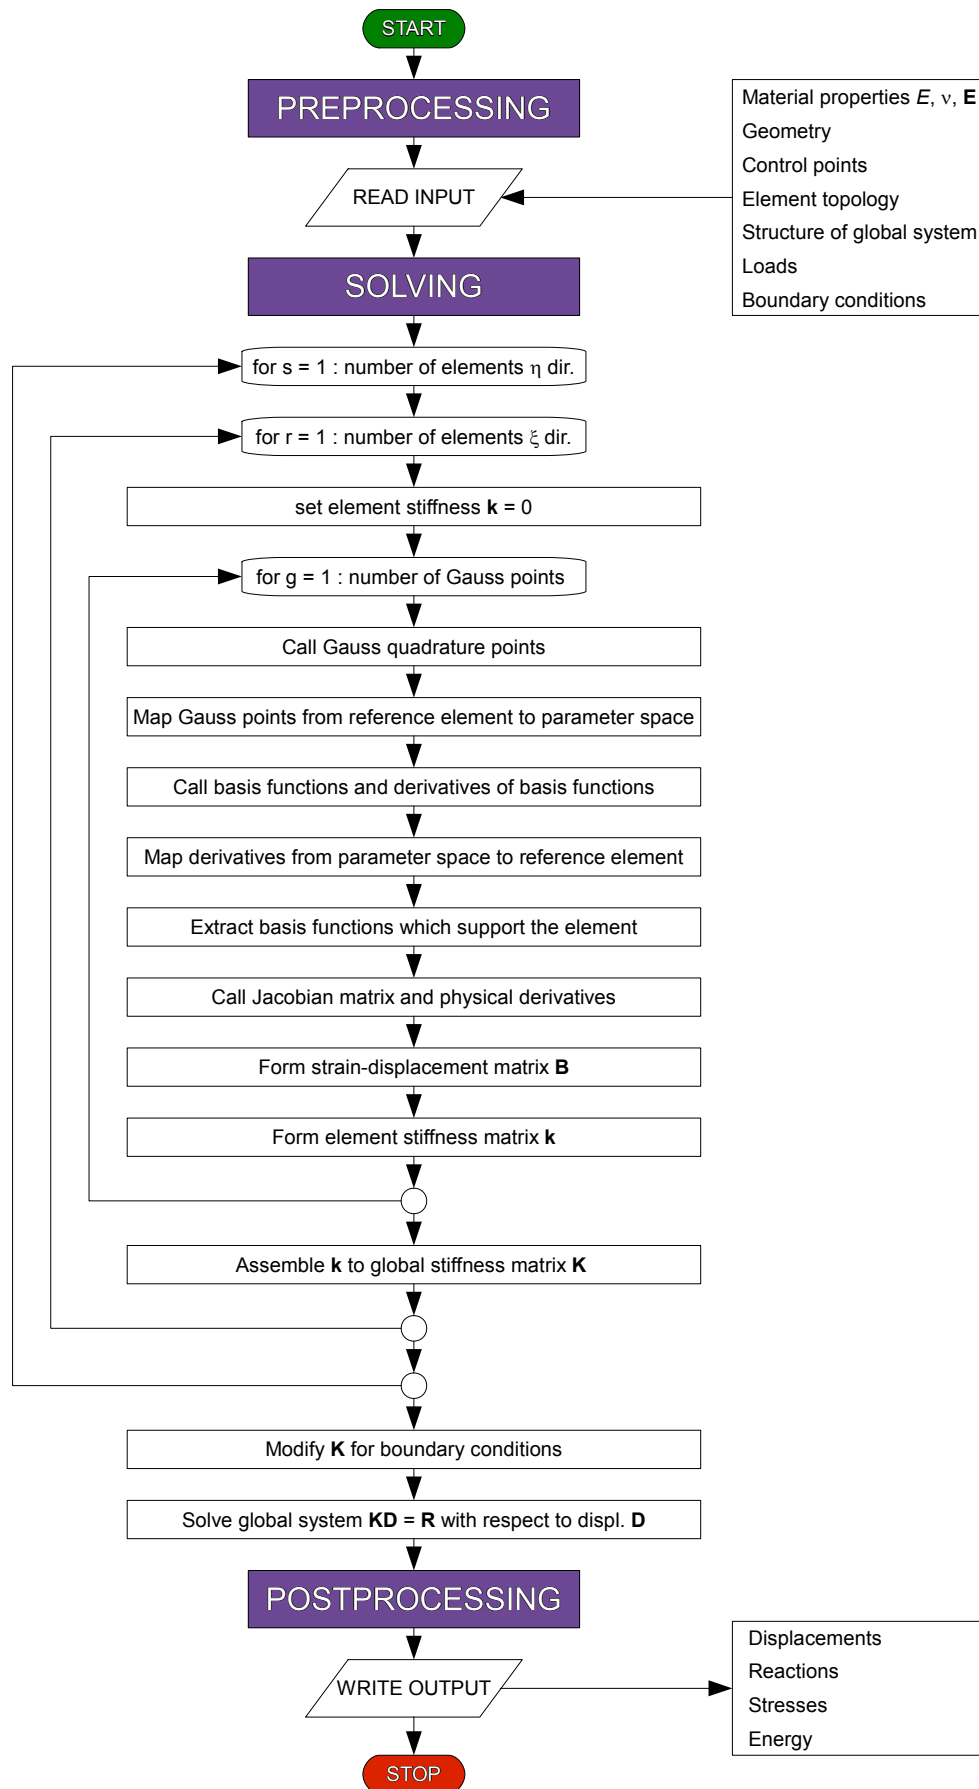 START
PREPROCESSING
Material properties E, ν, E
Geometry
Control points
Element topology
Structure of global system
Loads
Boundary conditions
READ INPUT
SOLVING
for s = 1 : number of elements η dir.
for r = 1 : number of elements ξ dir.
set element stiffness k = 0
for g = 1 : number of Gauss points
Call Gauss quadrature points
Map Gauss points from reference element to parameter space
Call basis functions and derivatives of basis functions
Map derivatives from parameter space to reference element
Extract basis functions which support the element
Call Jacobian matrix and physical derivatives
Form strain-displacement matrix B
Form element stiffness matrix k
Assemble k to global stiffness matrix K
Modify K for boundary conditions
Solve global system KD = R with respect to displ. D
POSTPROCESSING
WRITE OUTPUT
Displacements
Reactions
Stresses
Energy
STOP